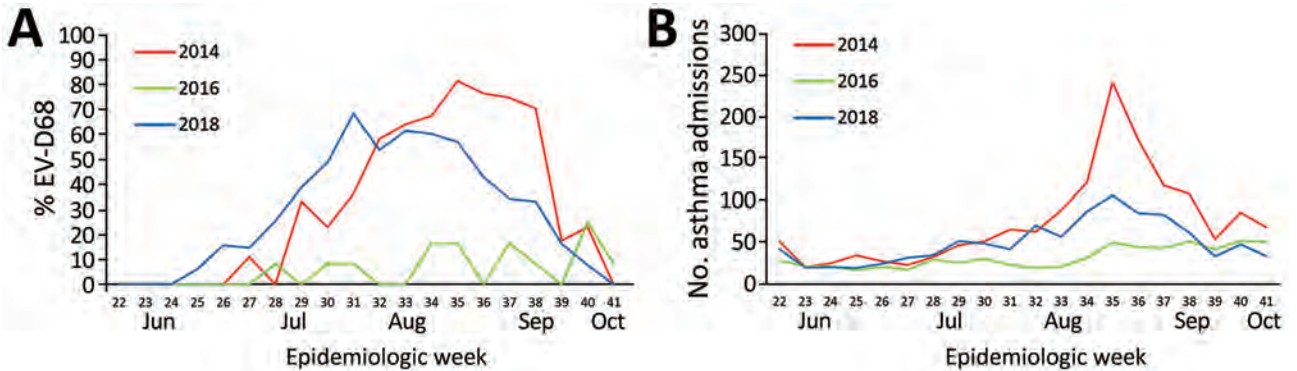 A
100
90
80
70
60
50
40
30
20
10
0
% EV-D68
2014
2016
2018
22 23 24 25 26 27 28 29 30 31 32 33 34 35 36 37 38 39 40 41
Jun Jul Aug Sep Oct
Epidemiologic week
B
300
250
200
150
100
50
0
No. asthma admissions
2014
2016
2018
22 23 24 25 26 27 28 29 30 31 32 33 34 35 36 37 38 39 40 41
Jun Jul Aug Sep Oct
Epidemiologic week